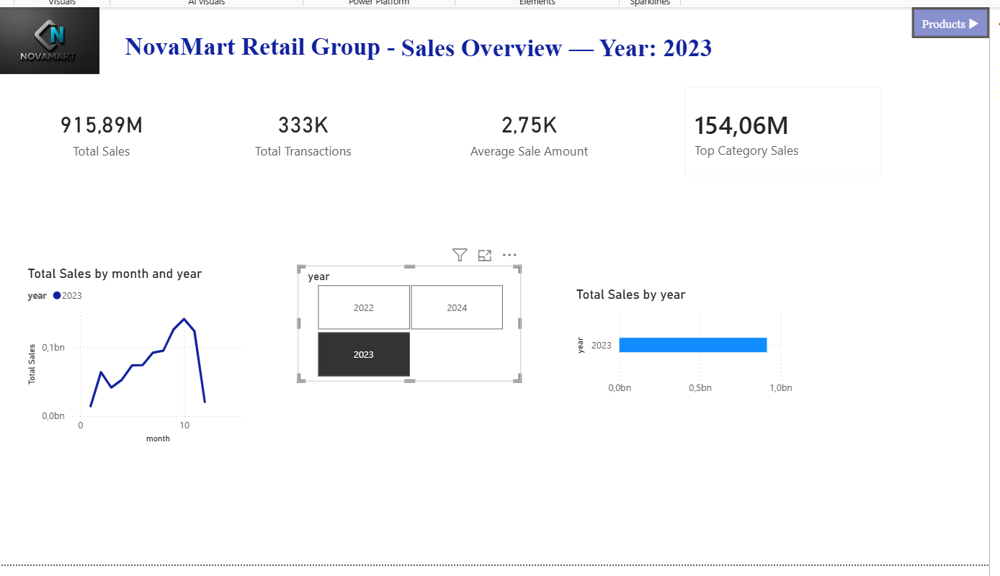 Visuals
AI visuals
Power Platform
Elements
Sparklines
N
NOVAMART
NovaMart Retail Group - Sales Overview — Year: 2023
Products
915,89M
Total Sales
333K
Total Transactions
2,75K
Average Sale Amount
154,06M
Top Category Sales
Total Sales by month and year
year 2023
Total Sales
0,1bn
0,0bn
0
10
month
year
2022
2024
2023
Total Sales by year
year
2023
0,0bn
0,5bn
1,0bn